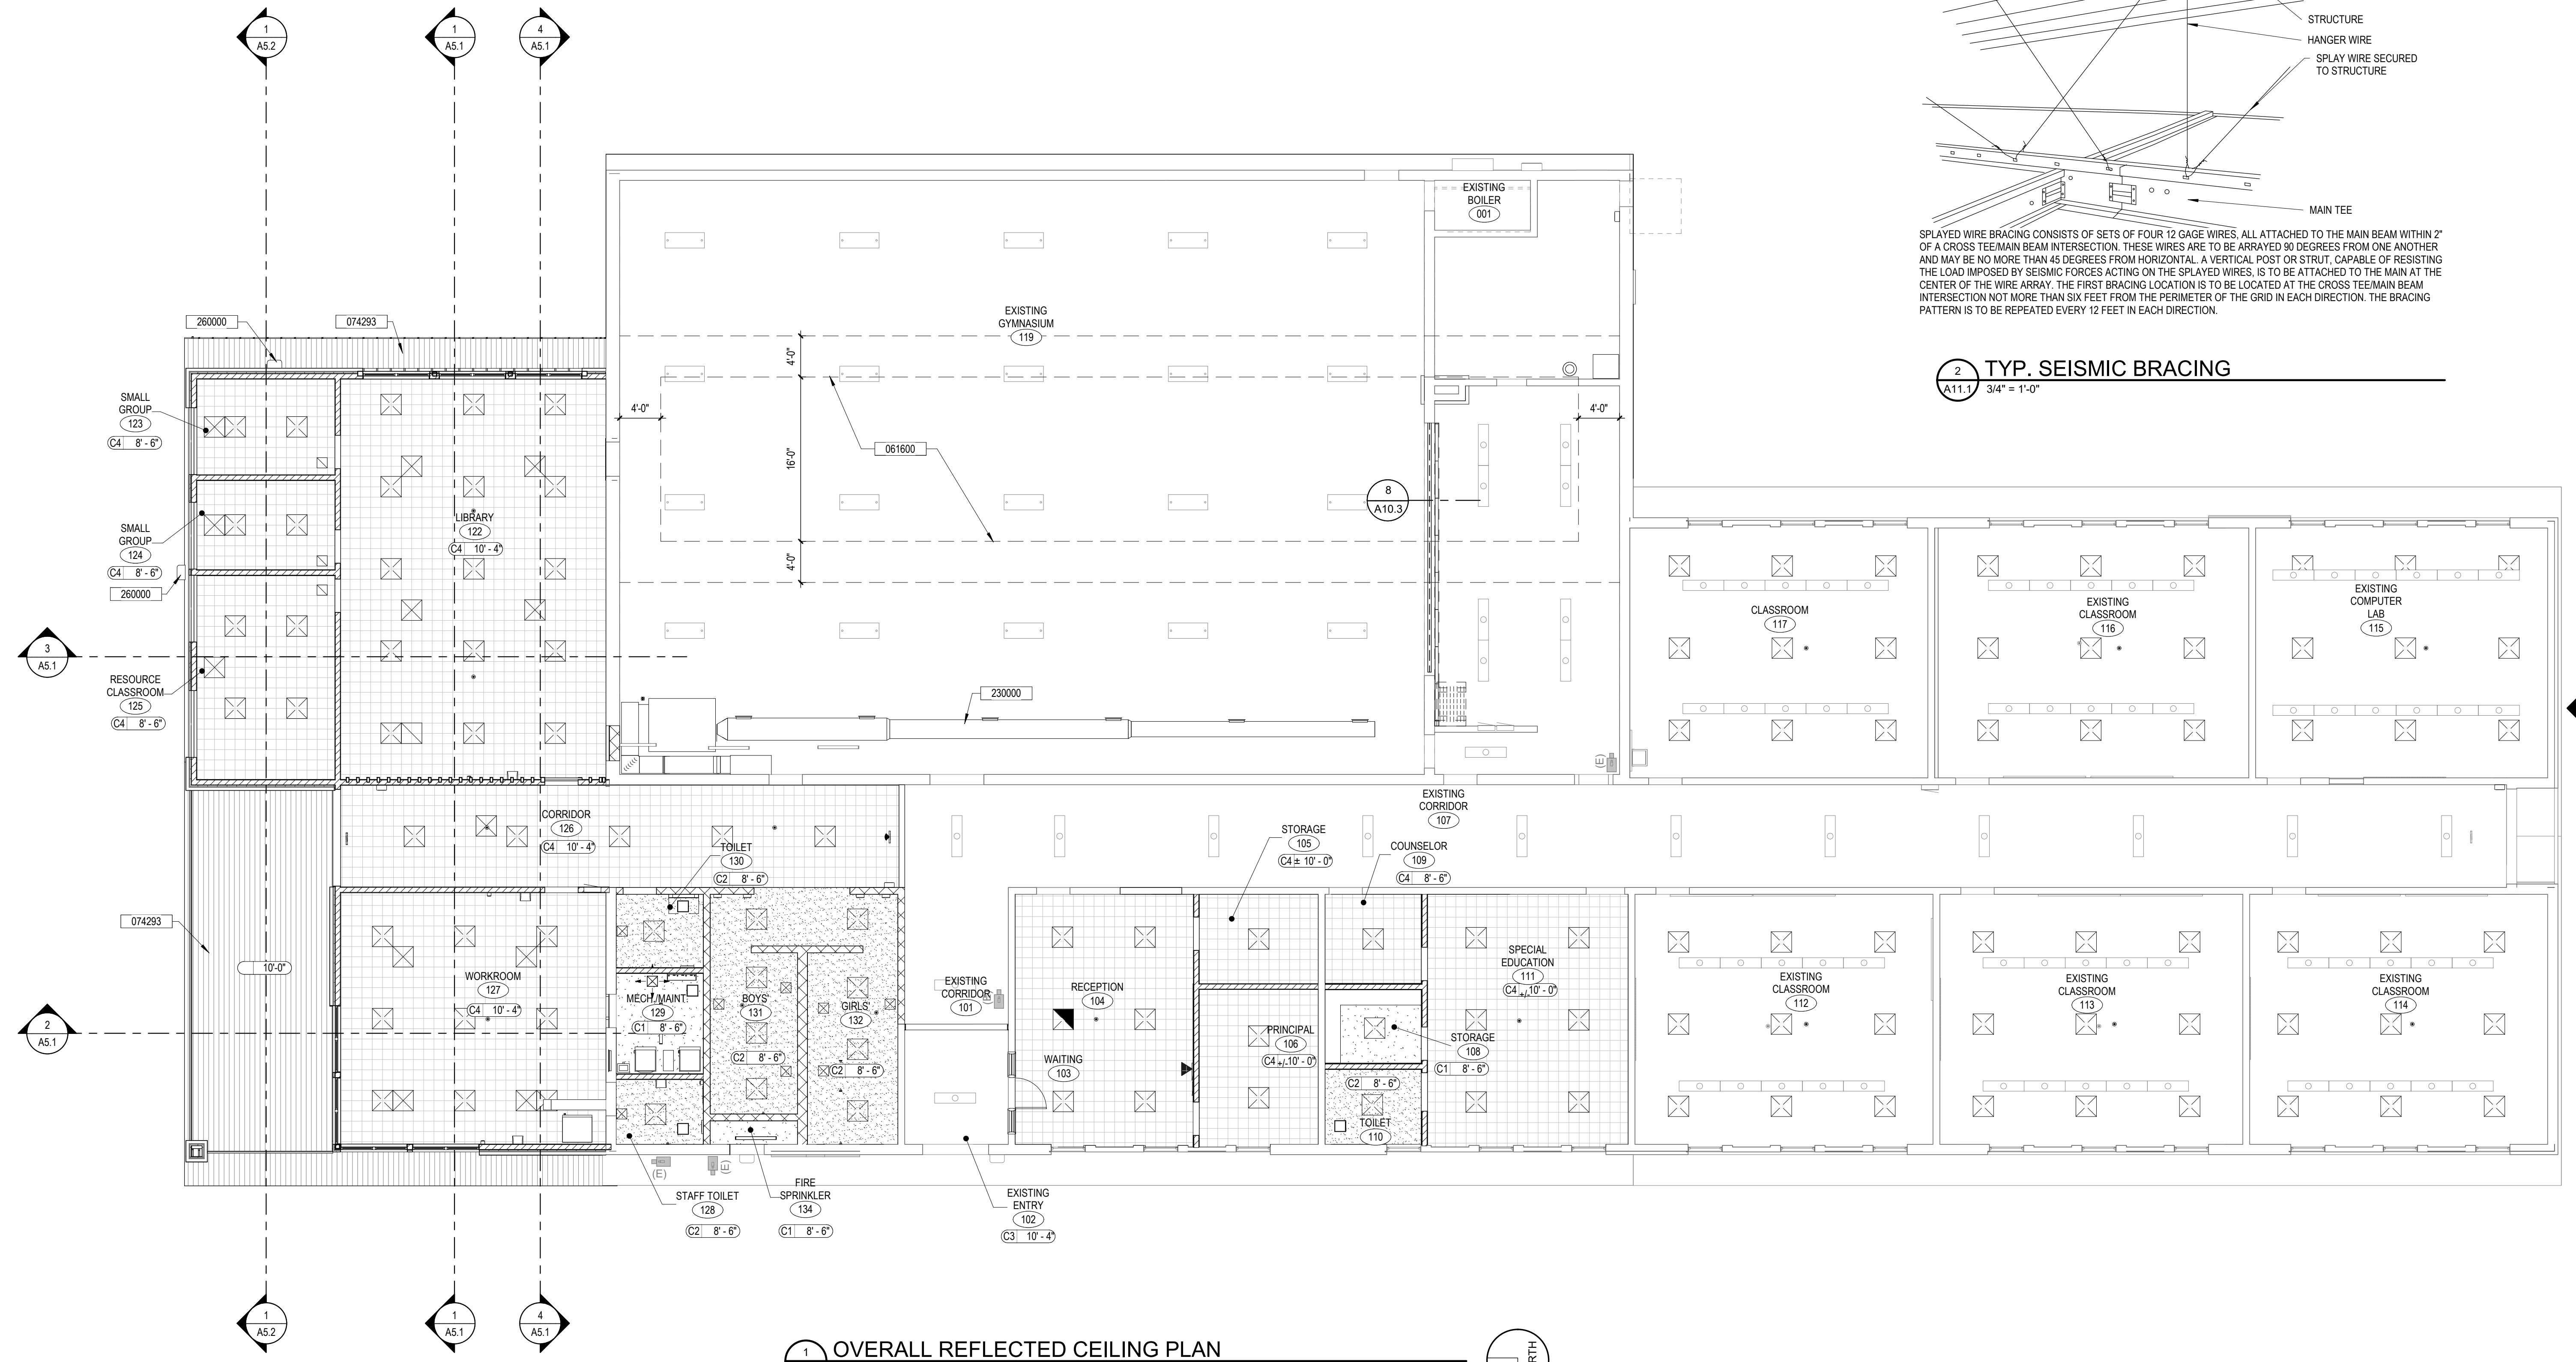 1
A5.2
1
A5.1
4
A5.1
STRUCTURE
HANGER WIRE
SPLAY WIRE SECURED
TO STRUCTURE
MAIN TEE
SPLAYED WIRE BRACING CONSISTS OF SETS OF FOUR 12 GAGE WIRES, ALL ATTACHED TO THE MAIN BEAM WITHIN 2"
OF A CROSS TEE/MAIN BEAM INTERSECTION. THESE WIRES ARE TO BE ARRAYED 90 DEGREES FROM ONE ANOTHER
AND MAY BE NO MORE THAN 45 DEGREES FROM HORIZONTAL. A VERTICAL POST OR STRUT, CAPABLE OF RESISTING
THE LOAD IMPOSED BY SEISMIC FORCES ACTING ON THE SPLAYED WIRES, IS TO BE ATTACHED TO THE MAIN AT THE
CENTER OF THE WIRE ARRAY. THE FIRST BRACING LOCATION IS TO BE LOCATED AT THE CROSS TEE/MAIN BEAM
INTERSECTION NOT MORE THAN SIX FEET FROM THE PERIMETER OF THE GRID IN EACH DIRECTION. THE BRACING
PATTERN IS TO BE REPEATED EVERY 12 FEET IN EACH DIRECTION.
2
A11.1
TYP. SEISMIC BRACING
3/4" = 1'-0"
EXISTING
BOILER
001
EXISTING
GYMNASIUM
119
260000
074293
4'-0"
4'-0"
4'-0"
16'-0"
4'-0"
061600
8
A10.3
SMALL
GROUP
123
C4 8' - 6"
SMALL
GROUP
124
C4 8' - 6"
260000
LIBRARY
122
C4 10' - 4"
3
A5.1
RESOURCE
CLASSROOM
125
C4 8' - 6"
230000
(E)
CLASSROOM
117
EXISTING
CLASSROOM
116
EXISTING
COMPUTER
LAB
115
CORRIDOR
126
C4 10' - 4"
EXISTING
CORRIDOR
107
TOILET
130
C2 8' - 6"
STORAGE
105
C4 ± 10' - 0"
COUNSELOR
109
C4 8' - 6"
074293
10'-0"
WORKROOM
127
C4 10' - 4"
MECH./MAINT.
129
C1 8' - 6"
BOYS'
131
C2 8' - 6"
GIRLS'
132
C2 8' - 6"
EXISTING
CORRIDOR
101
RECEPTION
104
WAITING
103
PRINCIPAL
106
C4 +/-10' - 0"
STORAGE
108
C1 8' - 6"
C2 8' - 6"
TOILET
110
SPECIAL
EDUCATION
111
C4 +/-10' - 0"
EXISTING
CLASSROOM
112
EXISTING
CLASSROOM
113
EXISTING
CLASSROOM
114
2
A5.1
(E)
(E)
STAFF TOILET
128
C2 8' - 6"
FIRE
SPRINKLER
134
C1 8' - 6"
EXISTING
ENTRY
102
C3 10' - 4"
1
A5.2
1
A5.1
4
A5.1
1
OVERALL REFLECTED CEILING PLAN